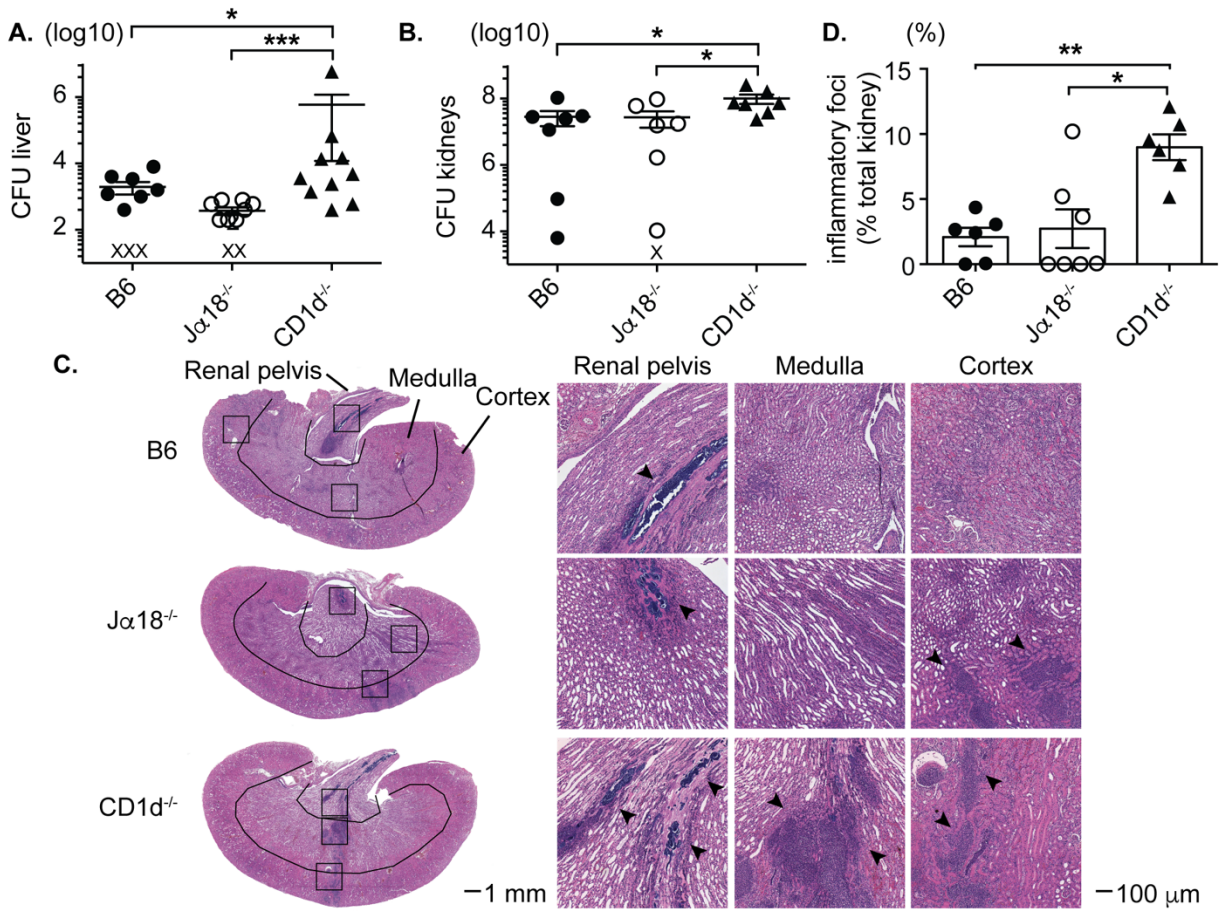 A. (log10)
*
***
CFU liver
6
4
2
XXX
XX
B6
Jα18-/-
CD1d-/-
B. (log10)
*
*
CFU kidneys
8
7
6
5
4
X
B6
Jα18-/-
CD1d-/-
D. (%)
**
*
inflammatory foci
(% total kidney)
15
10
5
0
B6
Jα18-/-
CD1d-/-
C.
Renal pelvis
Medulla
Cortex
B6
Jα18-/-
CD1d-/-
1 mm
Renal pelvis Medulla Cortex
100 μm